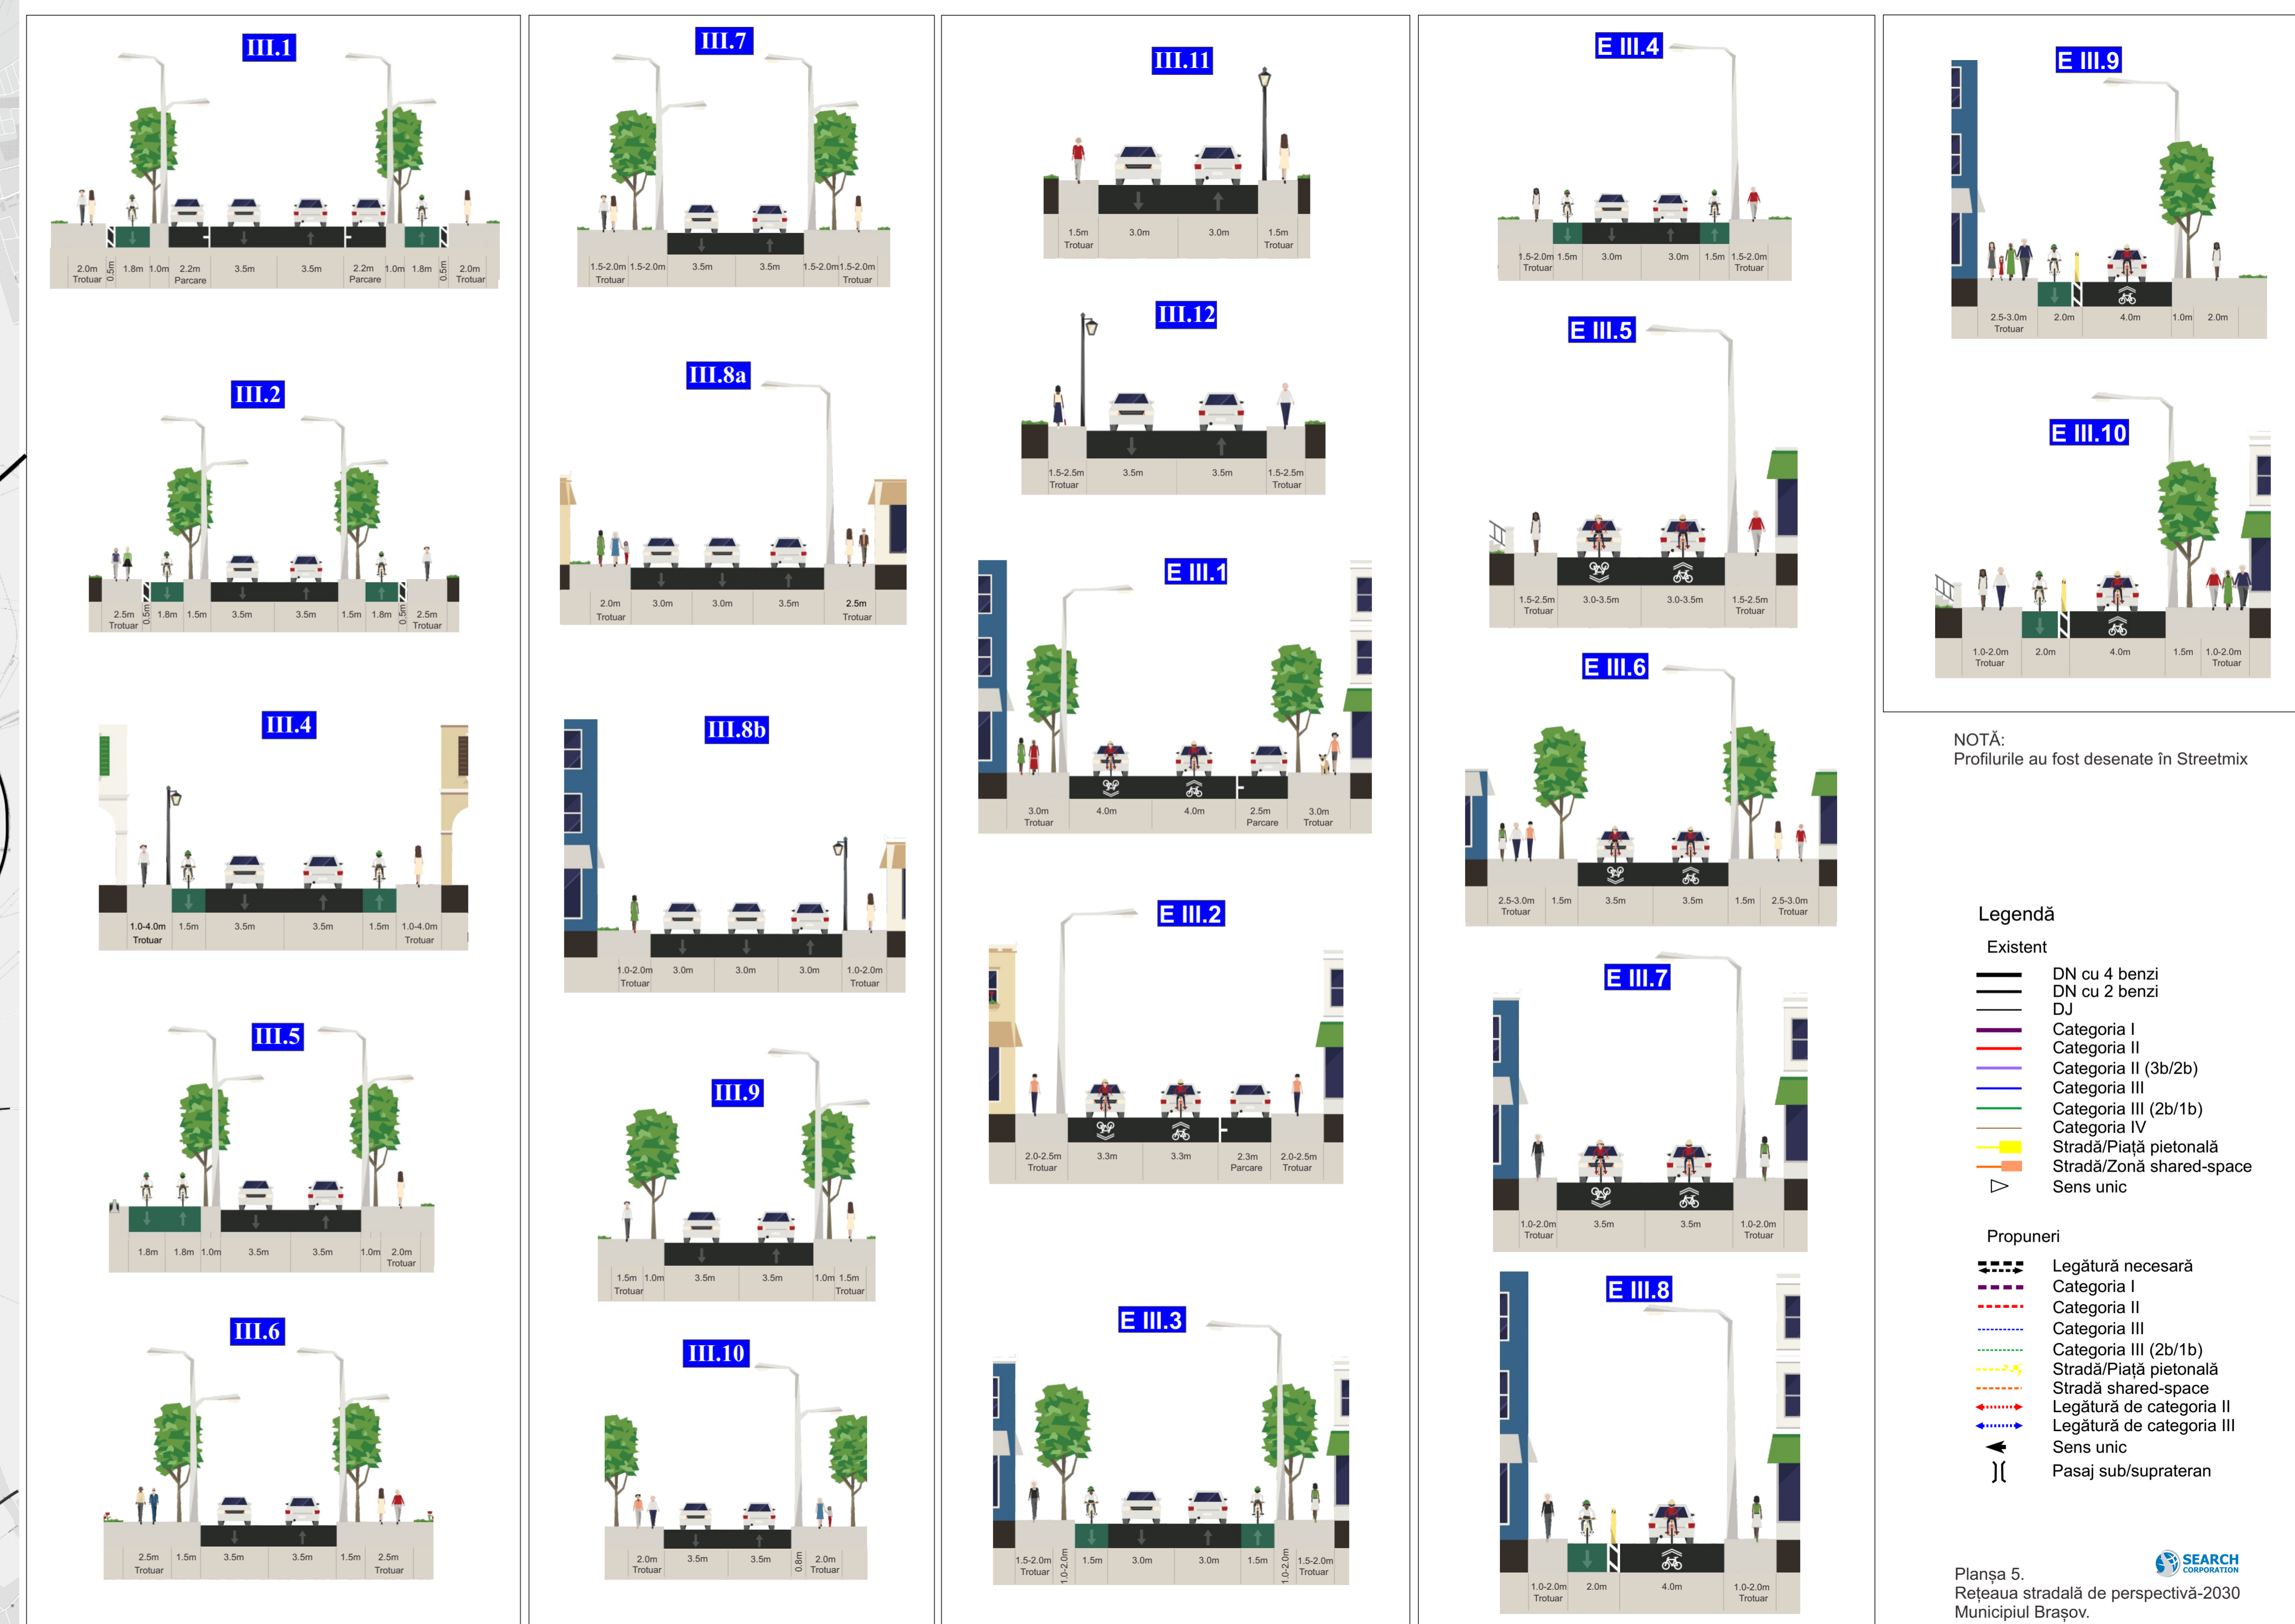 III.1
2.0m
Trotuar
0.5m
1.8m
1.0m
2.2m
Parcare
3.5m
3.5m
2.2m
Parcare
1.0m
1.8m
0.5m
2.0m
Trotuar
III.2
2.5m
Trotuar
0.5m
1.8m
1.5m
3.5m
3.5m
1.5m
1.8m
0.5m
2.5m
Trotuar
III.4
1.0-4.0m
Trotuar
1.5m
3.5m
3.5m
1.5m
1.0-4.0m
Trotuar
III.5
1.8m
1.8m
1.0m
3.5m
3.5m
1.0m
2.0m
Trotuar
III.6
2.5m
Trotuar
1.5m
3.5m
3.5m
1.5m
2.5m
Trotuar
III.7
1.5-2.0m
Trotuar
1.5-2.0m
3.5m
3.5m
1.5-2.0m
1.5-2.0m
Trotuar
III.8a
2.0m
Trotuar
3.0m
3.0m
3.5m
2.5m
Trotuar
III.8b
1.0-2.0m
Trotuar
3.0m
3.0m
3.0m
1.0-2.0m
Trotuar
III.9
1.5m
Trotuar
1.0m
3.5m
3.5m
1.0m
1.5m
Trotuar
III.10
2.0m
Trotuar
3.5m
3.5m
0.8m
2.0m
Trotuar
III.11
1.5m
Trotuar
3.0m
3.0m
1.5m
Trotuar
III.12
1.5-2.5m
Trotuar
3.5m
3.5m
1.5-2.5m
Trotuar
E III.1
3.0m
Trotuar
4.0m
4.0m
2.5m
Parcare
3.0m
Trotuar
E III.2
2.0-2.5m
Trotuar
3.3m
3.3m
2.3m
Parcare
2.0-2.5m
Trotuar
E III.3
1.5-2.0m
Trotuar
1.0-2.0m
1.5m
3.0m
3.0m
1.5m
1.0-2.0m
1.5-2.0m
Trotuar
E III.4
1.5-2.0m
Trotuar
1.5m
3.0m
3.0m
1.5m
1.5-2.0m
Trotuar
E III.5
1.5-2.5m
Trotuar
3.0-3.5m
3.0-3.5m
1.5-2.5m
Trotuar
E III.6
2.5-3.0m
Trotuar
1.5m
3.5m
3.5m
1.5m
2.5-3.0m
Trotuar
E III.7
1.0-2.0m
Trotuar
3.5m
3.5m
1.0-2.0m
Trotuar
E III.8
1.0-2.0m
Trotuar
2.0m
4.0m
1.0-2.0m
Trotuar
E III.9
2.5-3.0m
Trotuar
2.0m
4.0m
1.0m
2.0m
E III.10
1.0-2.0m
Trotuar
2.0m
4.0m
1.5m
1.0-2.0m
Trotuar
NOTĂ:
Profilurile au fost desenate în Streetmix
Legendă
Existent
DN cu 4 benzi
DN cu 2 benzi
DJ
Categoria I
Categoria II
Categoria II (3b/2b)
Categoria III
Categoria III (2b/1b)
Categoria IV
Stradă/Piață pietonală
Stradă/Zonă shared-space
Sens unic
Propuneri
Legătură necesară
Categoria I
Categoria II
Categoria III
Categoria III (2b/1b)
Stradă/Piață pietonală
Stradă shared-space
Legătură de categoria II
Legătură de categoria III
Sens unic
Pasaj sub/suprateran
SEARCH
CORPORATION
Planșa 5.
Rețeaua stradală de perspectivă-2030
Municipiul Brașov.